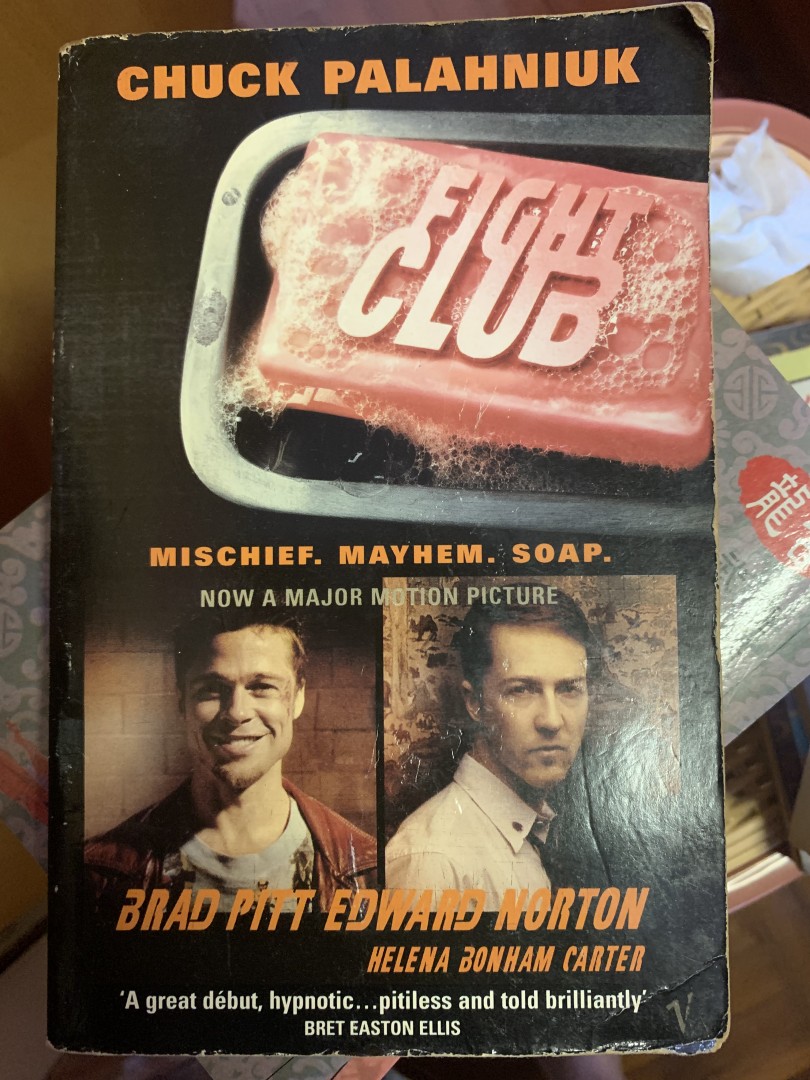 CHUCK PALAHNIUK
FIGHT
CLUB
MISCHIEF. MAYHEM. SOAP.
NOW A MAJOR MOTION PICTURE
BRAD PITT EDWARD NORTON
HELENA BONHAM CARTER
‘A great début, hypnotic...pitiless and told brilliantly’
BRET EASTON ELLIS
V
龍